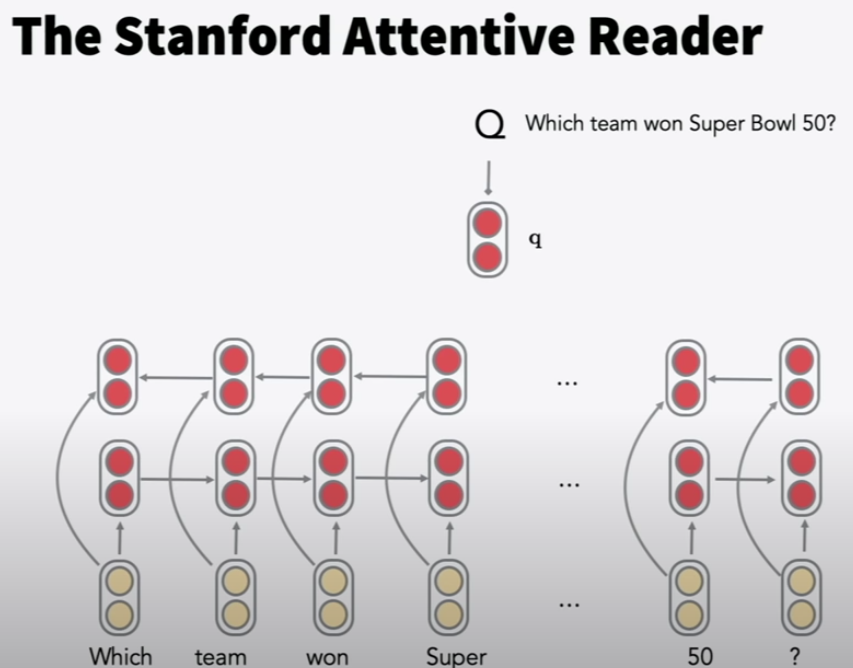 The Stanford Attentive Reader
Q Which team won Super Bowl 50?
q
...
...
...
Which team won Super 50 ?